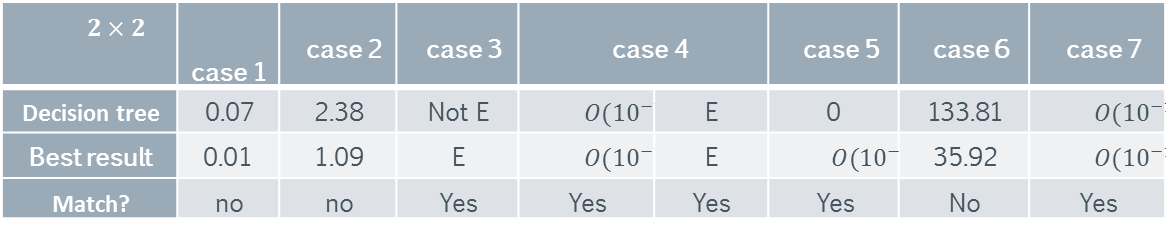 2 × 2 case 1 case 2 case 3 case 4 case 5 case 6 case 7
Decision tree 0.07 2.38 Not E O(10⁻ E 0 133.81 O(10⁻
Best result 0.01 1.09 E O(10⁻ E O(10⁻ 35.92 O(10⁻
Match? no no Yes Yes Yes Yes No Yes